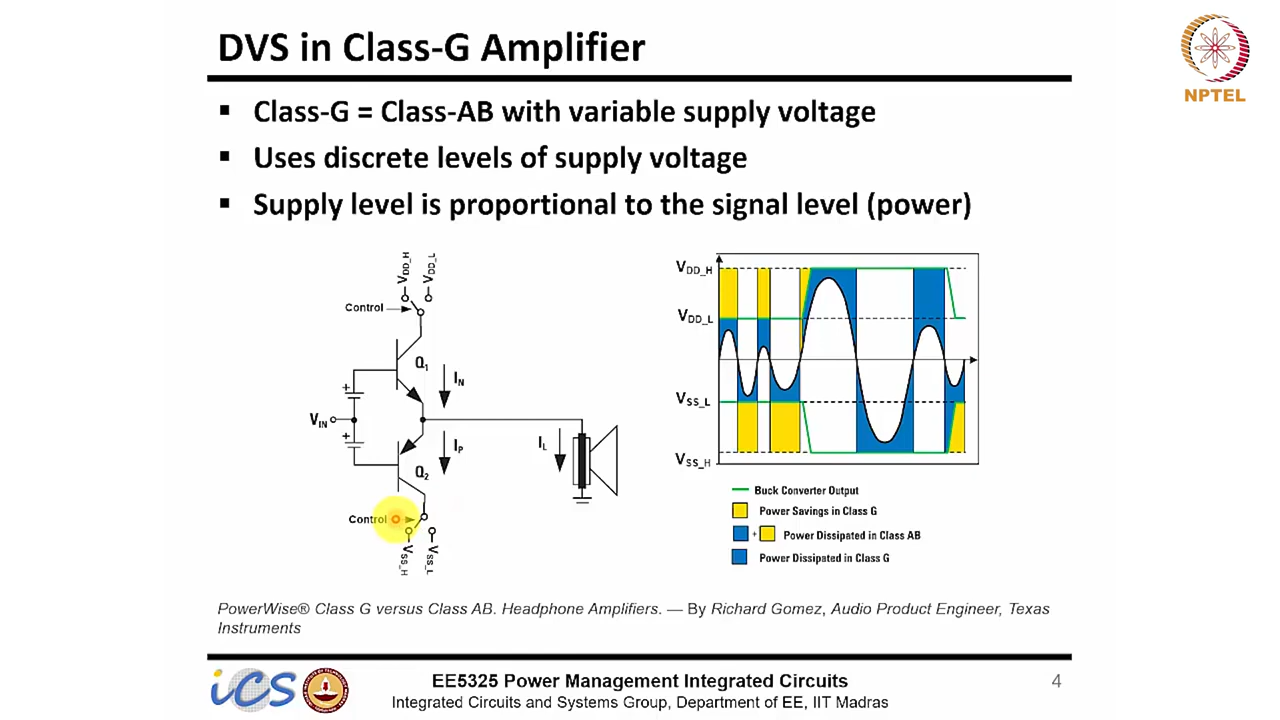 DVS in Class-G Amplifier
NPTEL
▪ Class-G = Class-AB with variable supply voltage
▪ Uses discrete levels of supply voltage
▪ Supply level is proportional to the signal level (power)
VDD_H
VDD_L
Control
Q1
IN
VIN
+
+
IP
IL
Q2
Control
VSS_H
VSS_L
VDD_H
VDD_L
VSS_L
VSS_H
Buck Converter Output
Power Savings in Class G
+ Power Dissipated in Class AB
Power Dissipated in Class G
PowerWise® Class G versus Class AB. Headphone Amplifiers. — By Richard Gomez, Audio Product Engineer, Texas
Instruments
ics
EE5325 Power Management Integrated Circuits
Integrated Circuits and Systems Group, Department of EE, IIT Madras
4